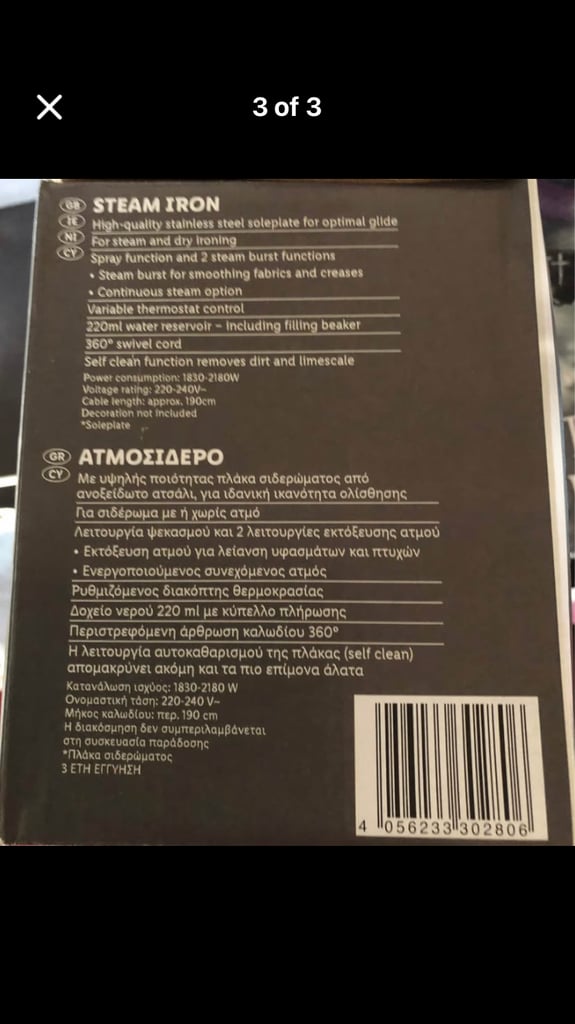 3 of 3
GB STEAM IRON
IE High-quality stainless steel soleplate for optimal glide
NI For steam and dry ironing
CY Spray function and 2 steam burst functions
• Steam burst for smoothing fabrics and creases
• Continuous steam option
Variable thermostat control
220ml water reservoir – including filling beaker
360° swivel cord
Self clean function removes dirt and limescale
Power consumption: 1830-2180W
Voltage rating: 220-240V~
Cable length: approx. 190cm
Decoration not included
*Soleplate
GR ΑΤΜΟΣΙΔΕΡΟ
CY Με υψηλής ποιότητας πλάκα σιδερώματος από
ανοξείδωτο ατσάλι, για ιδανική ικανότητα ολίσθησης
Για σιδέρωμα με ή χωρίς ατμό
Λειτουργία ψεκασμού και 2 λειτουργίες εκτόξευσης ατμού
• Εκτόξευση ατμού για λείανση υφασμάτων και πτυχών
• Ενεργοποιούμενος συνεχόμενος ατμός
Ρυθμιζόμενος διακόπτης θερμοκρασίας
Δοχείο νερού 220 ml με κύπελλο πλήρωσης
Περιστρεφόμενη άρθρωση καλωδίου 360°
Η λειτουργία αυτοκαθαρισμού της πλάκας (self clean)
απομακρύνει ακόμη και τα πιο επίμονα άλατα
Κατανάλωση ισχύος: 1830-2180 W
Ονομαστική τάση: 220-240 V~
Μήκος καλωδίου: περ. 190 cm
Η διακόσμηση δεν συμπεριλαμβάνεται
στη συσκευασία παράδοσης
*Πλάκα σιδερώματος
3 ΕΤΗ ΕΓΓΥΗΣΗ
4 056233 302806